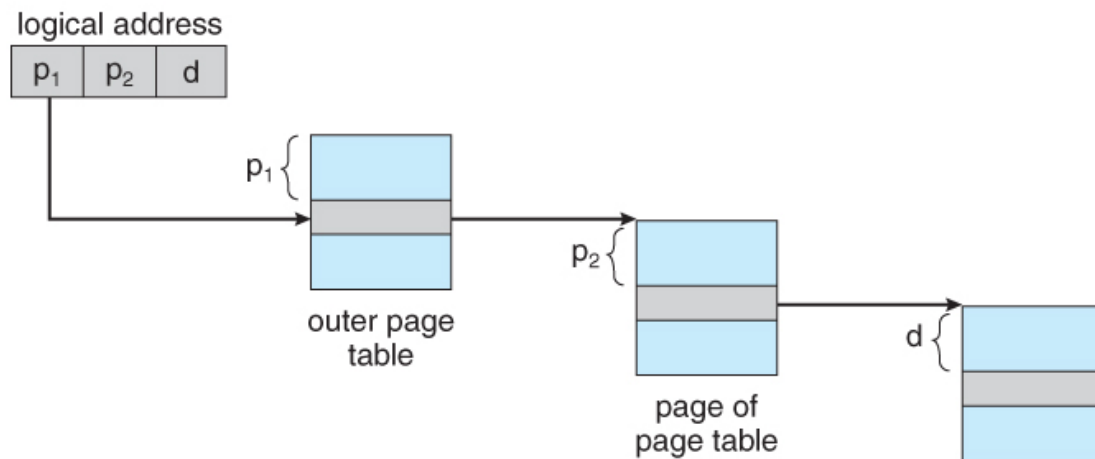 logical address
p₁ p₂ d
p₁
outer page
table
p₂
page of
page table
d